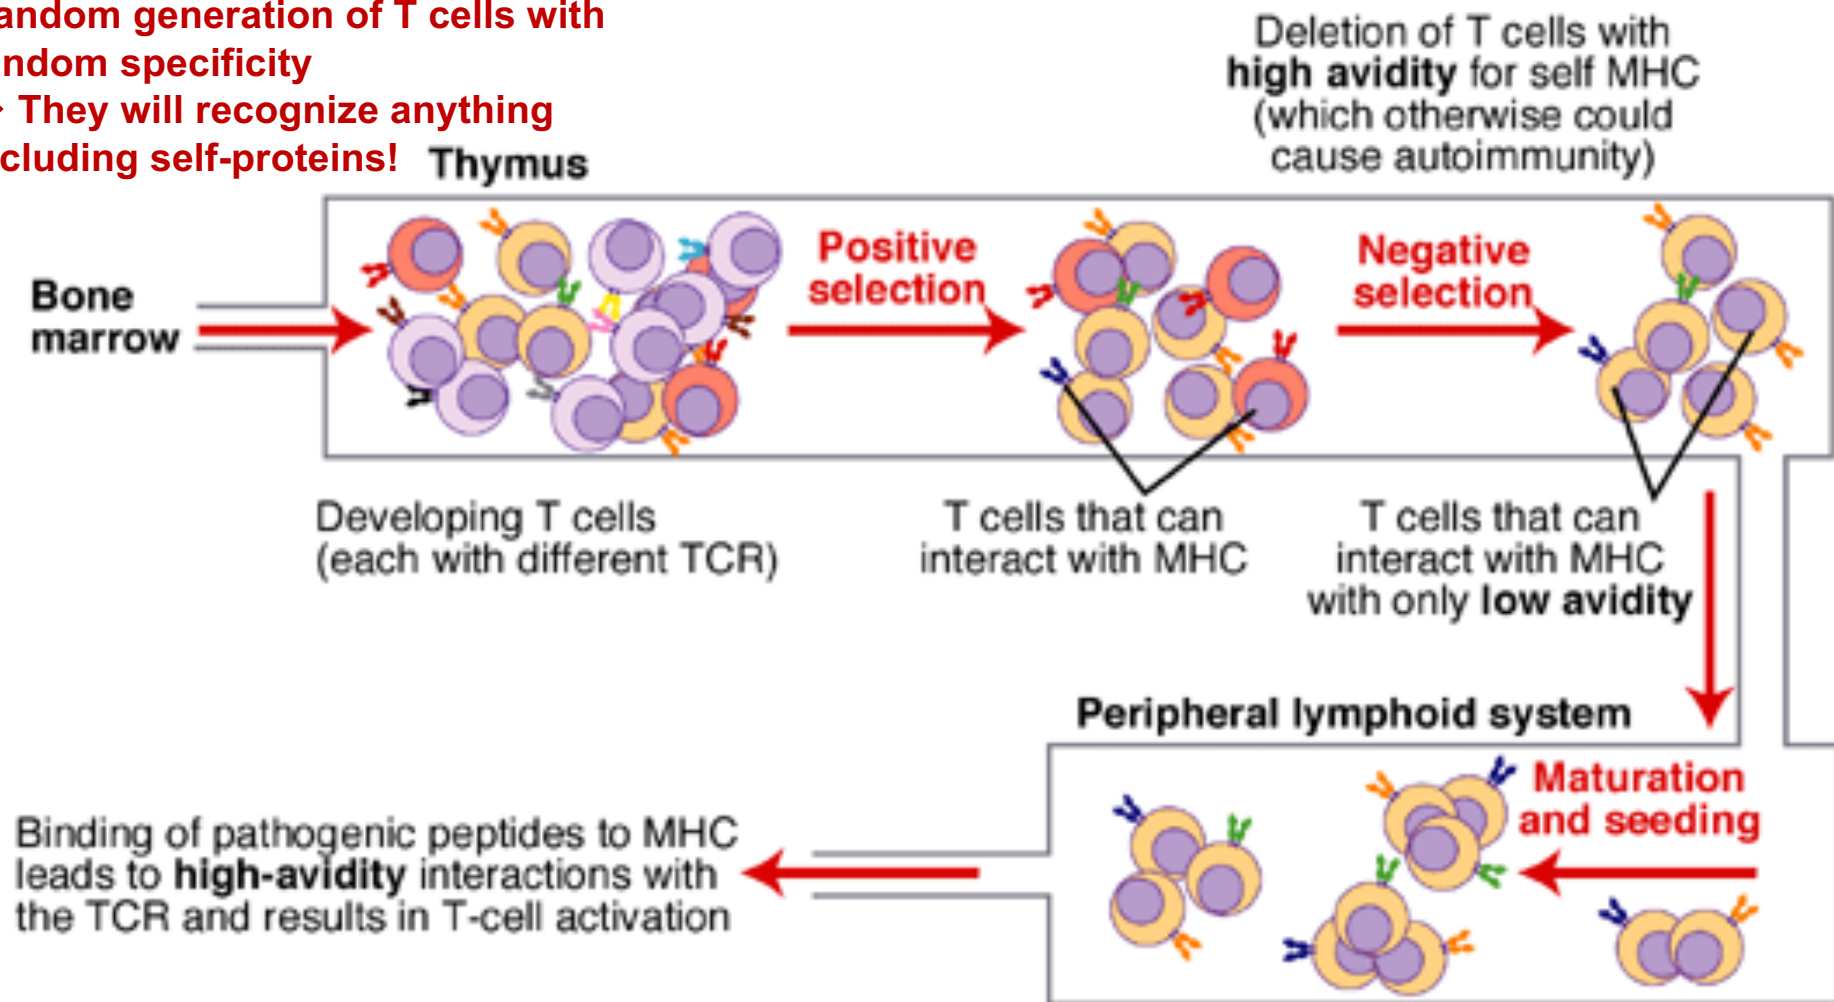 andom generation of T cells with
ndom specificity
They will recognize anything
cluding self-proteins!
Thymus
Deletion of T cells with
high avidity for self MHC
(which otherwise could
cause autoimmunity)
Bone
marrow
Positive
selection
Negative
selection
Developing T cells
(each with different TCR)
T cells that can
interact with MHC
T cells that can
interact with MHC
with only low avidity
Peripheral lymphoid system
Maturation
and seeding
Binding of pathogenic peptides to MHC
leads to high-avidity interactions with
the TCR and results in T-cell activation